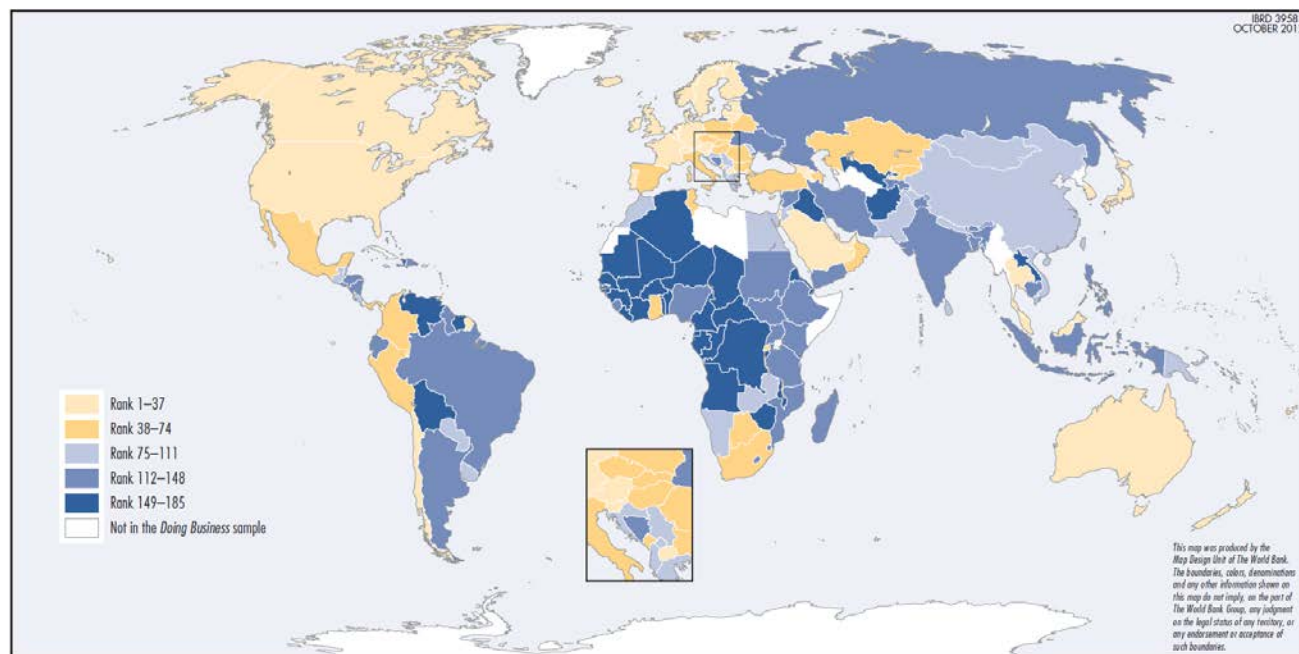 IBRD 3958
OCTOBER 201
Rank 1–37
Rank 38–74
Rank 75–111
Rank 112–148
Rank 149–185
Not in the Doing Business sample
This map was produced by the
Map Design Unit of The World Bank.
The boundaries, colors, denominations
and any other information shown on
this map do not imply, on the part of
The World Bank Group, any judgment
on the legal status of any territory, or
any endorsement or acceptance of
such boundaries.